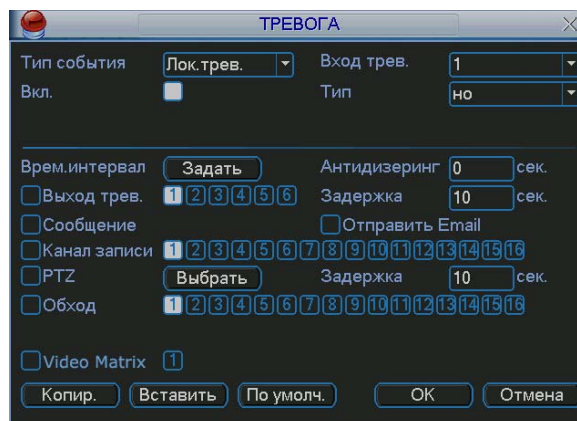 ТРЕВОГА
Тип события Лок.трев. Вход трев. 1
Вкл. Тип но
Врем.интервал Задать Антидизеринг 0 сек.
Выход трев. 1 2 3 4 5 6 Задержка 10 сек.
Сообщение Отправить Email
Канал записи 1 2 3 4 5 6 7 8 9 10 11 12 13 14 15 16
PTZ Выбрать Задержка 10 сек.
Обход 1 2 3 4 5 6 7 8 9 10 11 12 13 14 15 16
Video Matrix 1
Копир. Вставить По умолч. OK Отмена